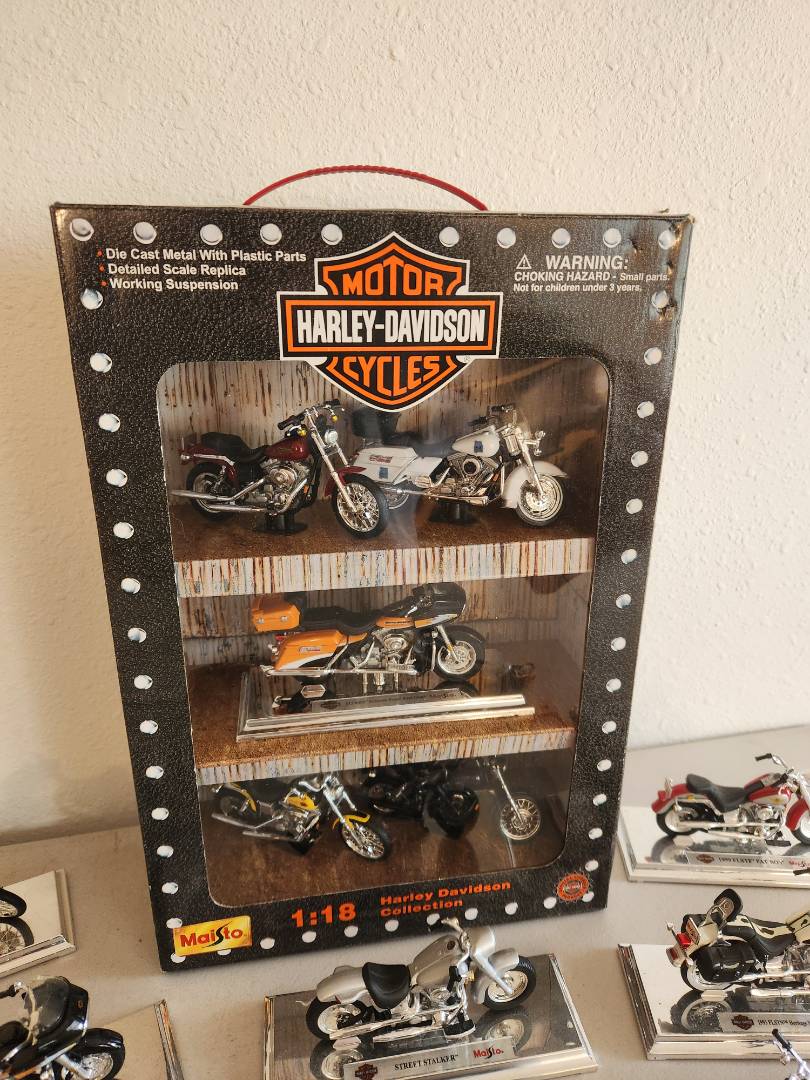 • Die Cast Metal With Plastic Parts
• Detailed Scale Replica
• Working Suspension
MOTOR
HARLEY-DAVIDSON
CYCLES
WARNING:
CHOKING HAZARD - Small parts.
Not for children under 3 years.
Maisto
1:18
Harley Davidson
Collection
STREET STALKER™ Maisto